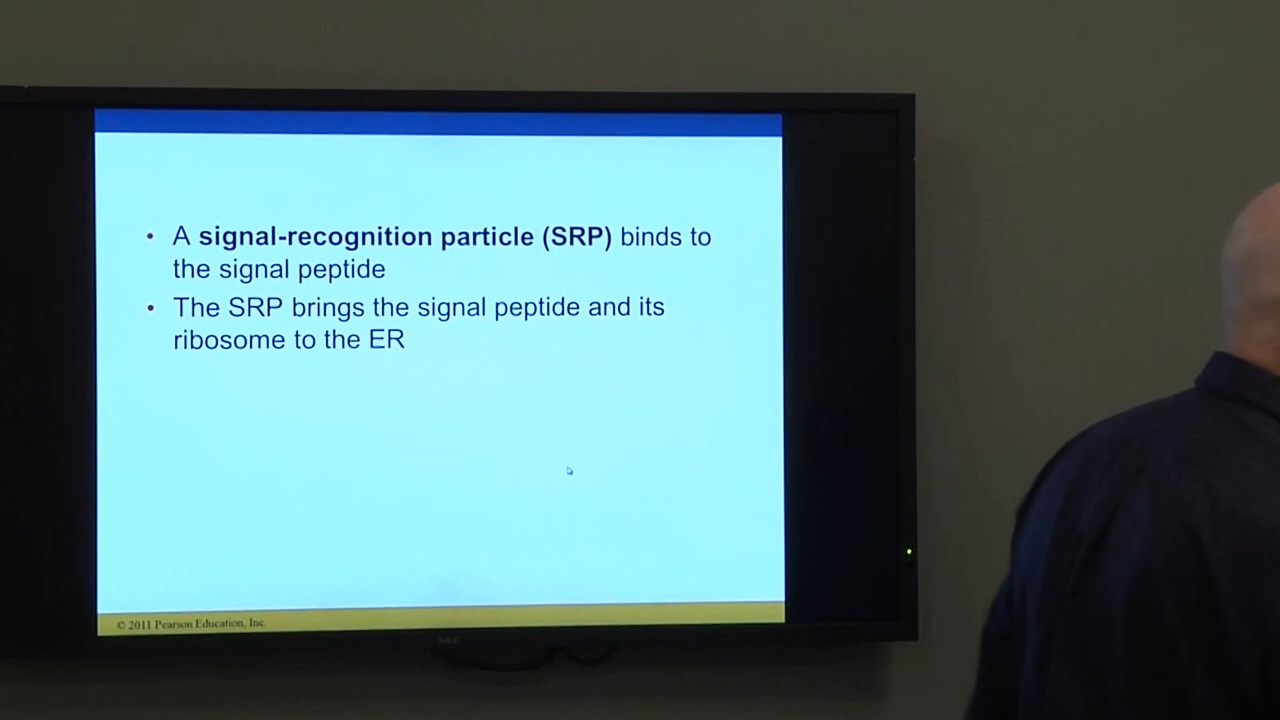 • A signal-recognition particle (SRP) binds to
the signal peptide
• The SRP brings the signal peptide and its
ribosome to the ER
© 2011 Pearson Education, Inc.
NEC